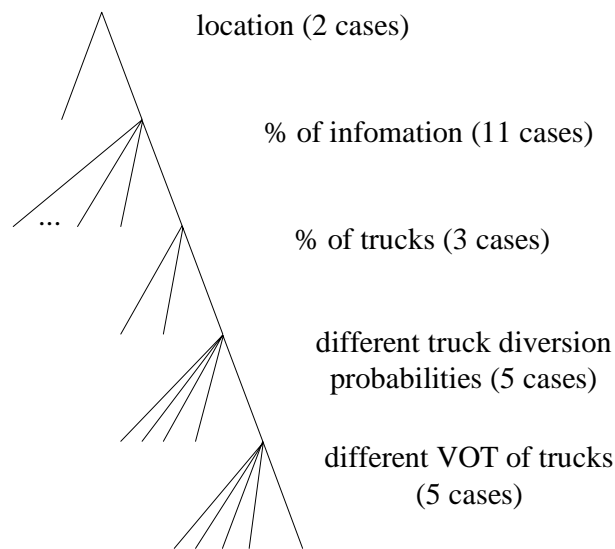 location (2 cases)
% of infomation (11 cases)
...
% of trucks (3 cases)
different truck diversion
probabilities (5 cases)
different VOT of trucks
(5 cases)